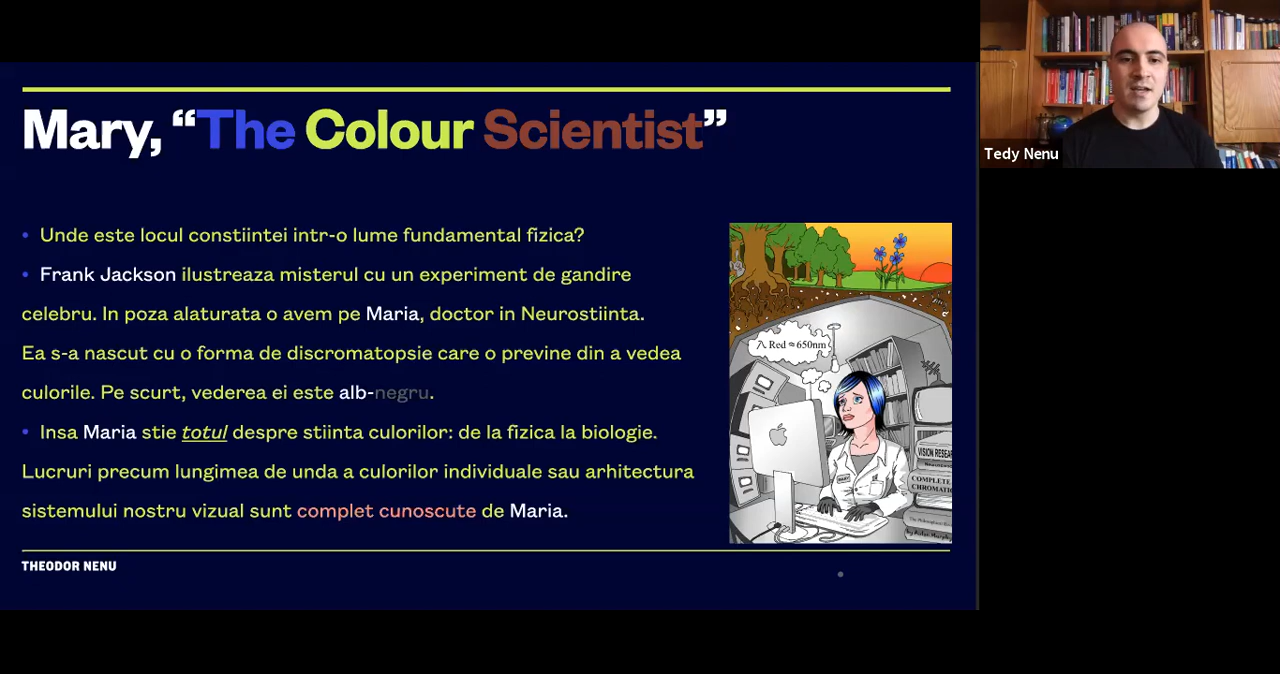 Mary, “The Colour Scientist”
Tedy Nenu
• Unde este locul constiintei intr-o lume fundamental fizica?
• Frank Jackson ilustreaza misterul cu un experiment de gandire
celebru. In poza alaturata o avem pe Maria, doctor in Neurostiinta.
Ea s-a nascut cu o forma de discromatopsie care o previne din a vedea
culorile. Pe scurt, vederea ei este alb-negru.
• Insa Maria stie totul despre stiinta culorilor: de la fizica la biologie.
Lucruri precum lungimea de unda a culorilor individuale sau arhitectura
sistemului nostru vizual sunt complet cunoscute de Maria.
Red ≈ 650nm
VISION RESEA
COMPLETE
CHROMATI
THEODOR NENU